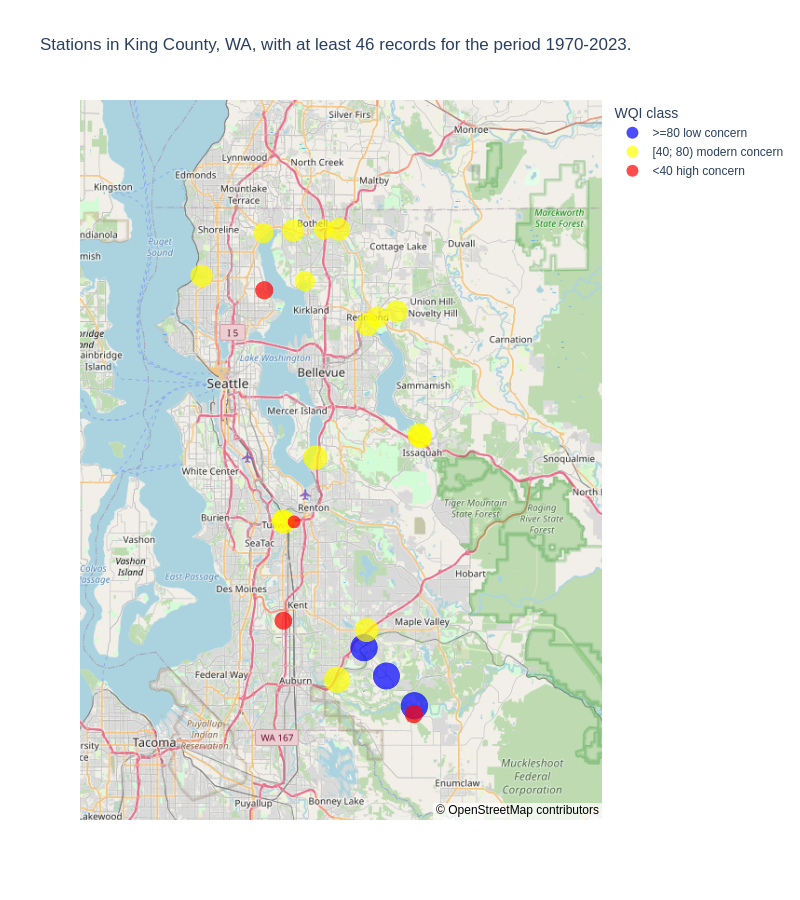 Stations in King County, WA, with at least 46 records for the period 1970-2023.
WQI class
>=80 low concern
[40; 80) modern concern
<40 high concern
Silver Firs
Monroe
Lynnwood
North Creek
Edmonds
Maltby
Kingston
Mountlake
Terrace
Marckworth
State Forest
Shoreline
Bothell
ndianola
Puget
Sound
Cottage Lake
Duvall
mish
Union Hill-
Novelty Hill
Kirkland
Redmond
I 5
ridge
and
ainbridge
Island
Carnation
Lake Washington
Bellevue
Seattle
Sammamish
Mercer Island
Issaquah
Snoqualmie
White Center
North
Renton
Tiger Mountain
State Forest
Raging
River State
Forest
Burien
Tu
SeaTac
Vashon
Vashon
Island
Colvos
Passage
East Passage
Hobart
Des Moines
Kent
Maple Valley
Federal Way
Auburn
Puyallup
Indian
Reservation
WA 167
rsity
ce
Tacoma
Muckleshoot
Federal
Corporation
Enumclaw
Puyallup
Bonney Lake
akewood
© OpenStreetMap contributors